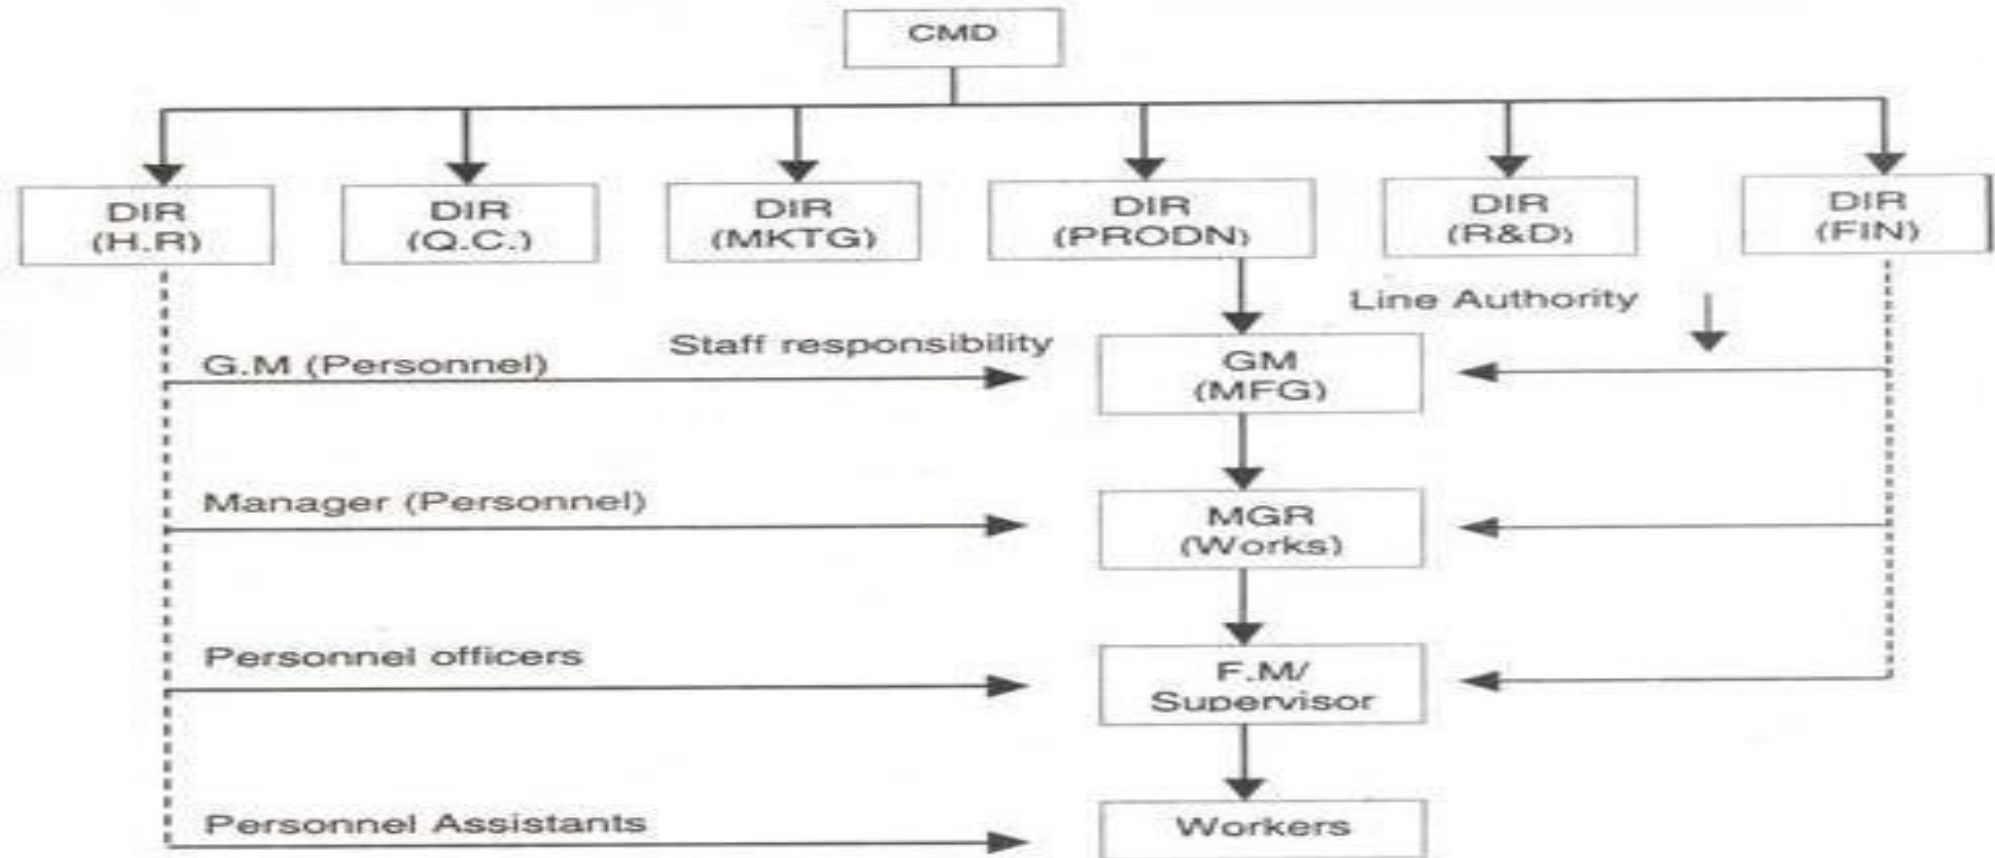 CMD
DIR
(H.R)
DIR
(Q.C.)
DIR
(MKTG)
DIR
(PRODN)
DIR
(R&D)
DIR
(FIN)
Line Authority
Staff responsibility
G.M (Personnel)
GM
(MFG)
Manager (Personnel)
MGR
(Works)
Personnel officers
F.M/
Supervisor
Personnel Assistants
Workers